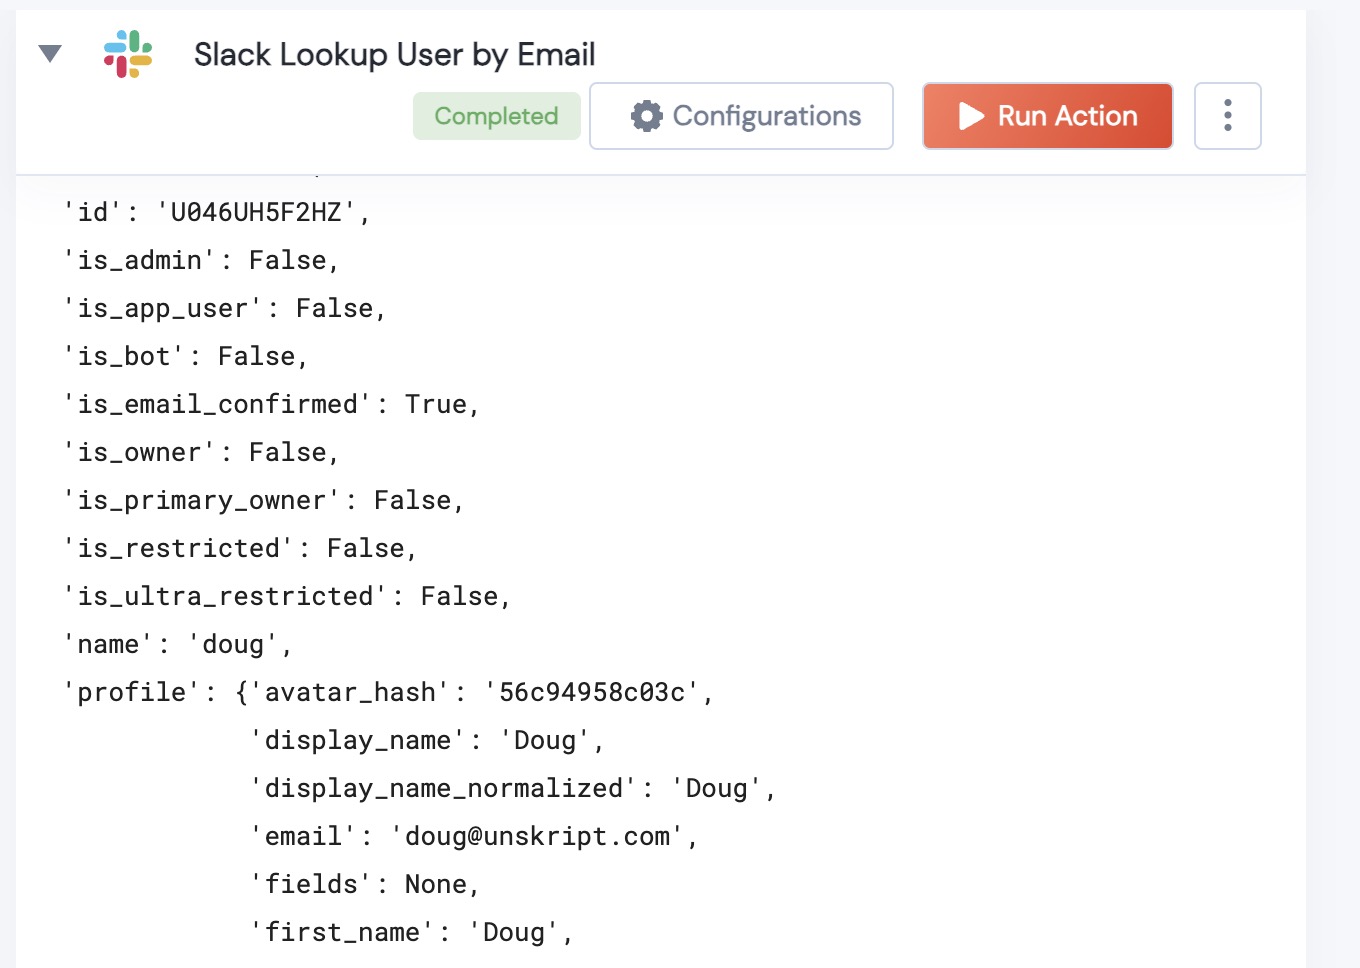 Slack Lookup User by Email
Completed
Configurations
Run Action
'id': 'U046UH5F2HZ',
'is_admin': False,
'is_app_user': False,
'is_bot': False,
'is_email_confirmed': True,
'is_owner': False,
'is_primary_owner': False,
'is_restricted': False,
'is_ultra_restricted': False,
'name': 'doug',
'profile': {'avatar_hash': '56c94958c03c',
'display_name': 'Doug',
'display_name_normalized': 'Doug',
'email': 'doug@unskript.com',
'fields': None,
'first_name': 'Doug',